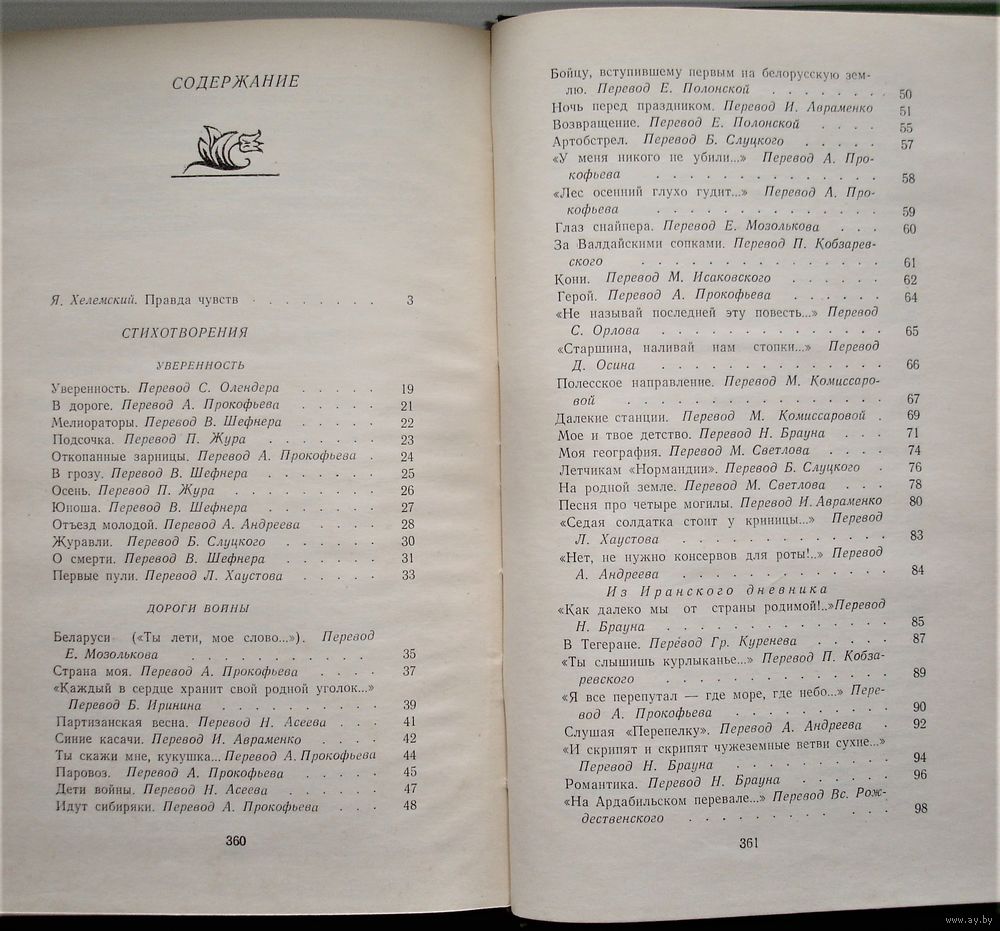 СОДЕРЖАНИЕ
Я. Хелемский. Правда чувств . . . . . . . . 3
СТИХОТВОРЕНИЯ
УВЕРЕННОСТЬ
Уверенность. Перевод С. Олендера . . . . . 19
В дороге. Перевод А. Прокофьева . . . . . 21
Мелиораторы. Перевод В. Шефнера . . . . . 22
Подсочка. Перевод П. Жура . . . . . . . 23
Откопанные зарницы. Перевод А. Прокофьева . 24
В грозу. Перевод В. Шефнера . . . . . . 25
Осень. Перевод П. Жура . . . . . . . . 26
Юноша. Перевод В. Шефнера . . . . . . 27
Отъезд молодой. Перевод А. Андреева . . . . 28
Журавли. Перевод Б. Слуцкого . . . . . . 30
О смерти. Перевод В. Шефнера . . . . . . 31
Первые пули. Перевод Л. Хаустова . . . . . 33
ДОРОГИ ВОЙНЫ
Беларуси («Ты лети, мое слово...»). Перевод
Е. Мозолькова . . . . . . . . . . 35
Страна моя. Перевод А. Прокофьева . . . . 37
«Каждый в сердце хранит свой родной уголок...»
Перевод Б. Иринина . . . . . . . . 39
Партизанская весна. Перевод Н. Асеева . . . 41
Синие касачи. Перевод И. Авраменко . . . . 42
Ты скажи мне, кукушка... Перевод А. Прокофьева 44
Паровоз. Перевод А. Прокофьева . . . . . 45
Дети войны. Перевод Н. Асеева . . . . . . 47
Идут сибиряки. Перевод А. Прокофьева . . . 48
360
Бойцу, вступившему первым на белорусскую зем-
лю. Перевод Е. Полонской . . . . . . . 50
Ночь перед праздником. Перевод И. Авраменко 51
Возвращение. Перевод Е. Полонской . . . . 55
Артобстрел. Перевод Б. Слуцкого . . . . . 57
«У меня никого не убили...» Перевод А. Про-
кофьева . . . . . . . . . . . . 58
«Лес осенний глухо гудит...» Перевод А. Про-
кофьева . . . . . . . . . . . . 59
Глаз снайпера. Перевод Е. Мозолькова . . . 60
За Валдайскими сопками. Перевод П. Кобзарев-
ского . . . . . . . . . . . . . 61
Кони. Перевод М. Исаковского . . . . . . 62
Герой. Перевод А. Прокофьева . . . . . . 64
«Не называй последней эту повесть...» Перевод
С. Орлова . . . . . . . . . . . . 65
«Старшина, наливай нам стопки...» Перевод
Д. Осина . . . . . . . . . . . . 66
Полесское направление. Перевод М. Комиссаро-
вой . . . . . . . . . . . . . . 67
Далекие станции. Перевод М. Комиссаровой . 69
Мое и твое детство. Перевод Н. Брауна . . . 71
Моя география. Перевод М. Светлова . . . . 74
Летчикам «Нормандии». Перевод Б. Слуцкого . 76
На родной земле. Перевод М. Светлова . . . 78
Песня про четыре могилы. Перевод И. Авраменко 80
«Седая солдатка стоит у криницы...» Перевод
Л. Хаустова . . . . . . . . . . . 83
«Нет, не нужно консервов для роты!..» Перевод
А. Андреева . . . . . . . . . . . 84
Из Иранского дневника
«Как далеко мы от страны родимой!..» Перевод
Н. Брауна . . . . . . . . . . . . 85
В Тегеране. Перевод Гр. Куренева . . . . . 87
«Ты слышишь курлыканье...» Перевод П. Кобза-
ревского . . . . . . . . . . . . 89
«Я все перепутал — где море, где небо...» Пере-
вод А. Прокофьева . . . . . . . . . 90
Слушая «Перепелку». Перевод А. Андреева . 92
«И скрипят и скрипят чужеземные ветви сухие...»
Перевод Н. Брауна . . . . . . . . . 94
Романтика. Перевод Н. Брауна . . . . . . 96
«На Ардабильском перевале...» Перевод Вс. Рож-
дественского . . . . . . . . . . . 98
361
www.ay.by